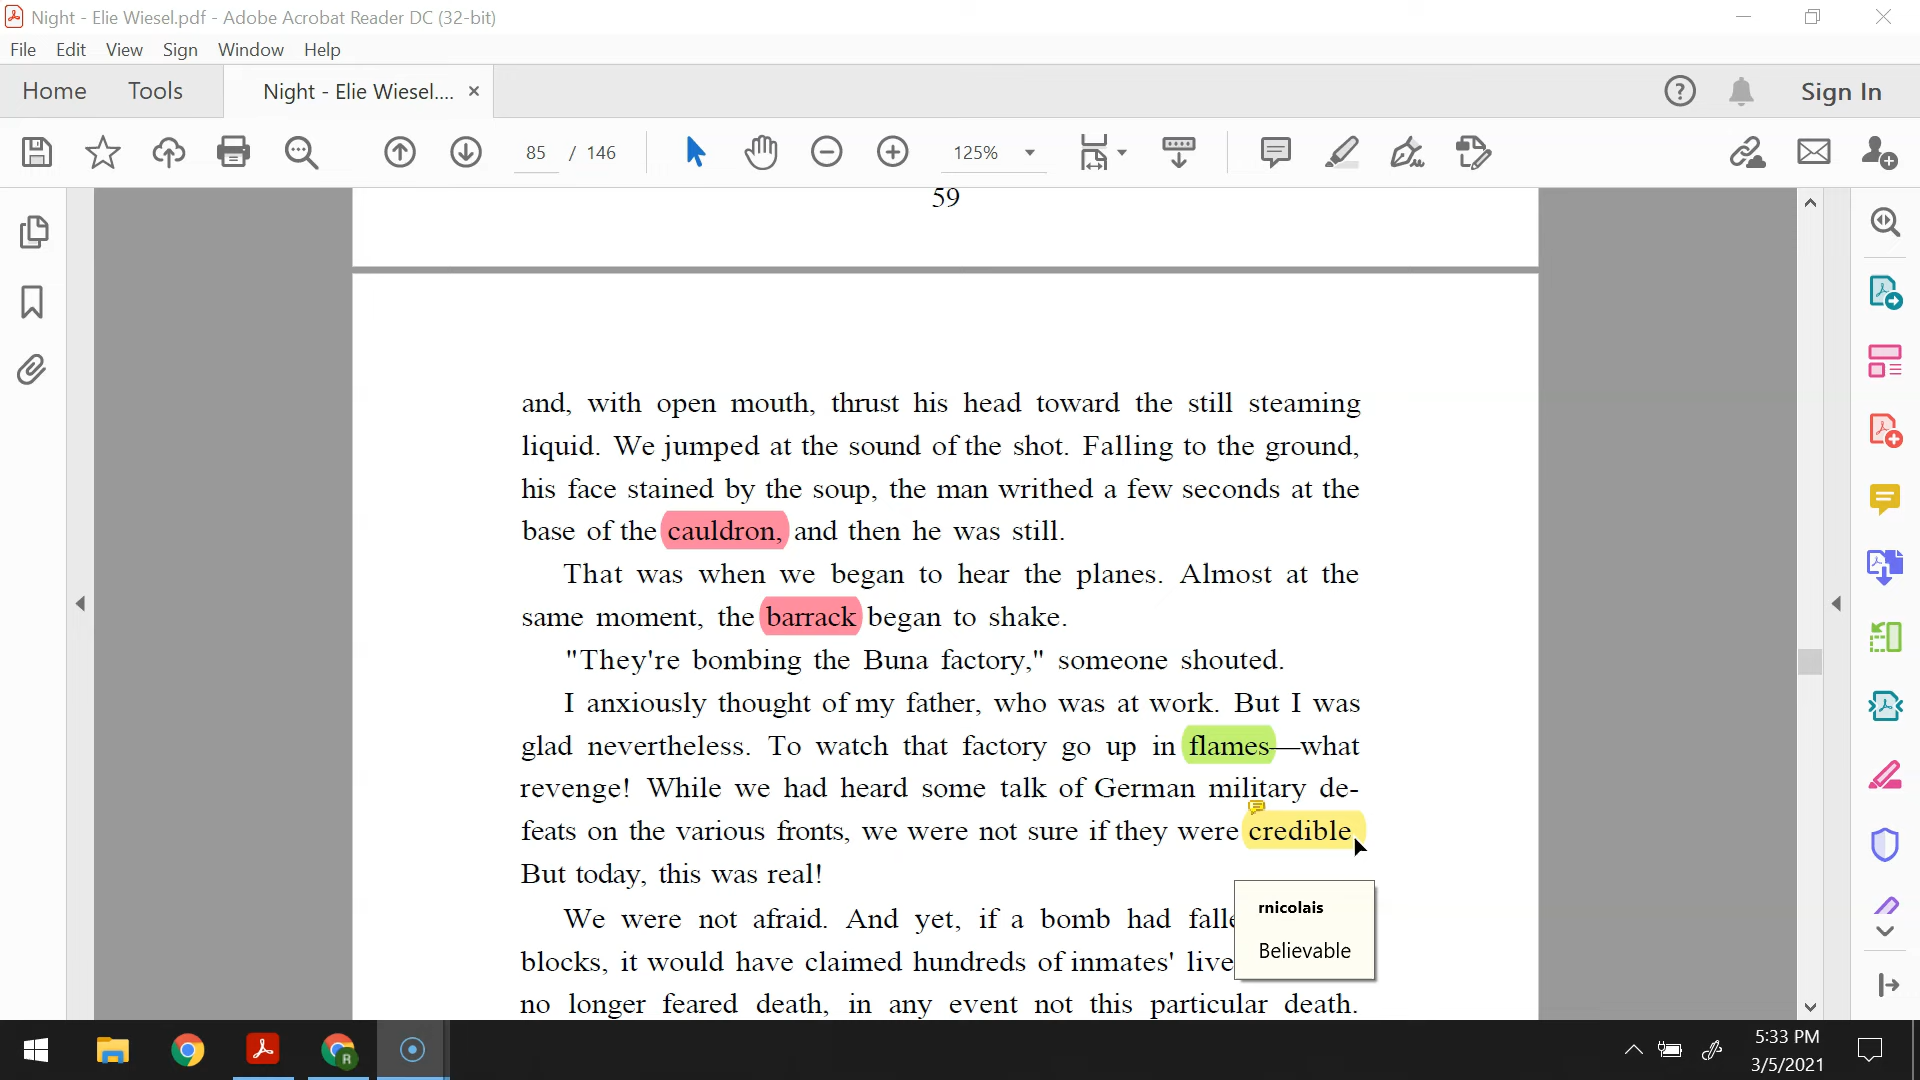 Night - Elie Wiesel.pdf - Adobe Acrobat Reader DC (32-bit)
File Edit View Sign Window Help
Home Tools Night - Elie Wiesel.... × Sign In
85 / 146 125%
59
and, with open mouth, thrust his head toward the still steaming
liquid. We jumped at the sound of the shot. Falling to the ground,
his face stained by the soup, the man writhed a few seconds at the
base of the cauldron, and then he was still.
That was when we began to hear the planes. Almost at the
same moment, the barrack began to shake.
"They're bombing the Buna factory," someone shouted.
I anxiously thought of my father, who was at work. But I was
glad nevertheless. To watch that factory go up in flames—what
revenge! While we had heard some talk of German military de-
feats on the various fronts, we were not sure if they were credible.
But today, this was real!
We were not afraid. And yet, if a bomb had falle
blocks, it would have claimed hundreds of inmates' live
no longer feared death, in any event not this particular death.
rnicolais
Believable
R
5:33 PM
3/5/2021